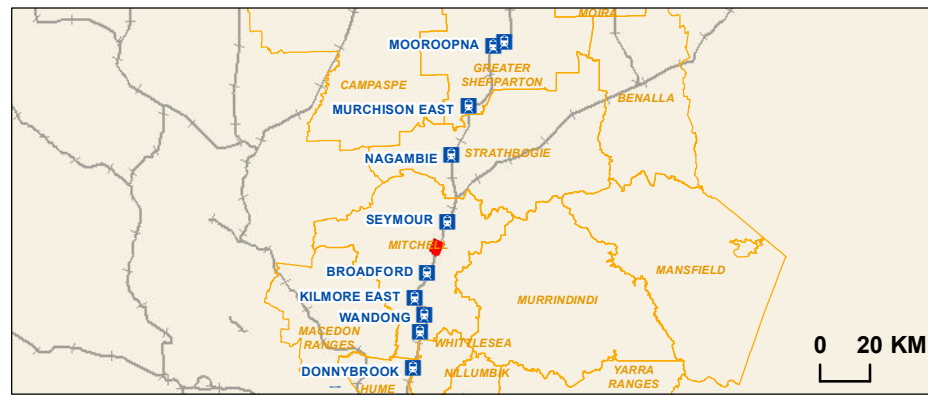 MOIRA
MOOROOPNA
GREATER
SHEPPARTON
CAMPASPE
BENALLA
MURCHISON EAST
STRATHBOGIE
NAGAMBIE
SEYMOUR
MITCHELL
BROADFORD
MANSFIELD
KILMORE EAST
MURRINDINDI
WANDONG
MACEDON
RANGES
WHITTLESEA
0 20 KM
DONNYBROOK
NILLUMBIK
YARRA
RANGES
HUME